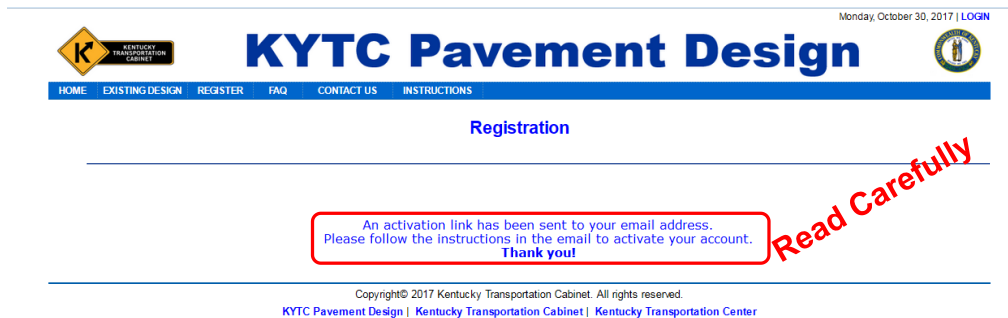 Monday, October 30, 2017 | LOGIN
KENTUCKY
TRANSPORTATION
CABINET
KYTC Pavement Design
HOME EXISTING DESIGN REGISTER FAQ CONTACT US INSTRUCTIONS
Registration
Read Carefully
An activation link has been sent to your email address.
Please follow the instructions in the email to activate your account.
Thank you!
Copyright© 2017 Kentucky Transportation Cabinet. All rights reserved.
KYTC Pavement Design | Kentucky Transportation Cabinet | Kentucky Transportation Center